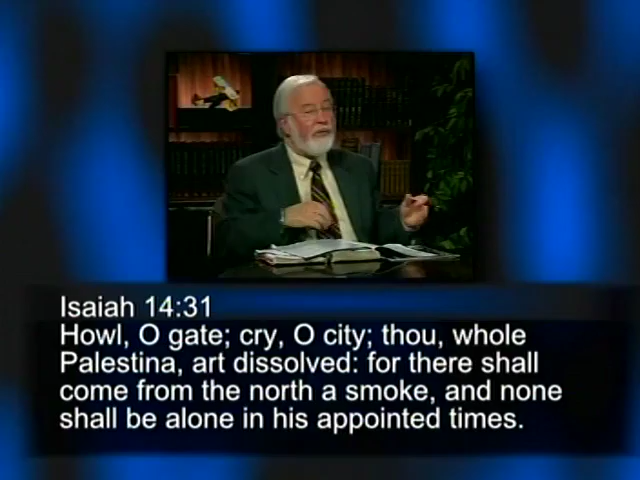 Isaiah 14:31
Howl, O gate; cry, O city; thou, whole
Palestina, art dissolved: for there shall
come from the north a smoke, and none
shall be alone in his appointed times.